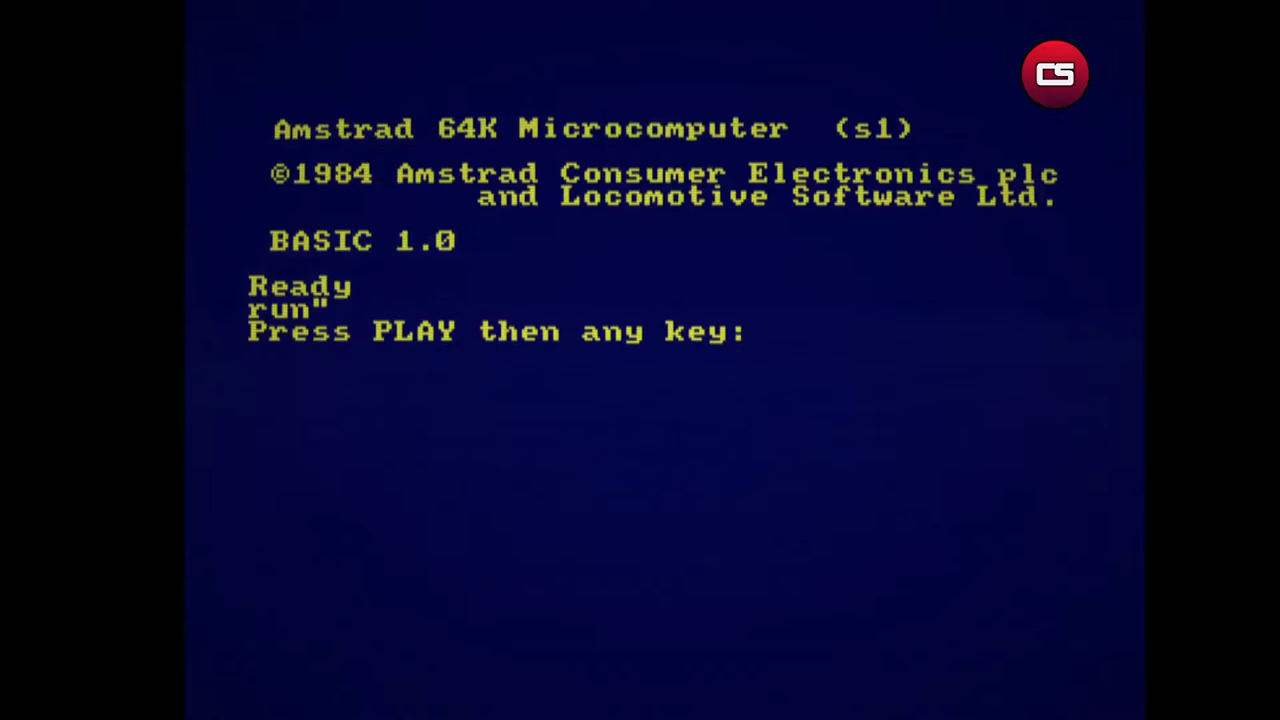 CS
Amstrad 64K Microcomputer (s1)
©1984 Amstrad Consumer Electronics plc
and Locomotive Software Ltd.
BASIC 1.0
Ready
run"
Press PLAY then any key: